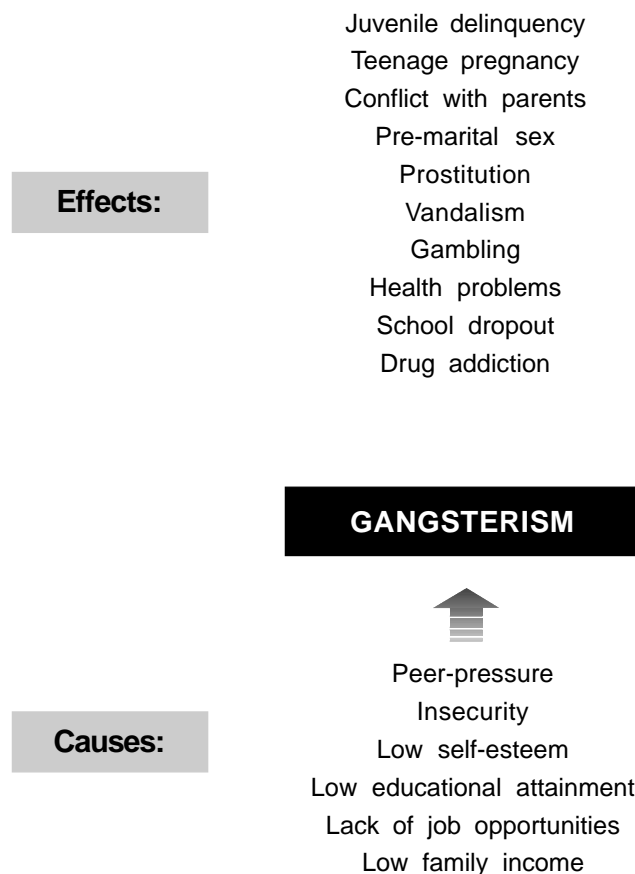 Juvenile delinquency
Teenage pregnancy
Conflict with parents
Pre-marital sex
Prostitution
Effects:
Vandalism
Gambling
Health problems
School dropout
Drug addiction
GANGSTERISM
Peer-pressure
Insecurity
Causes:
Low self-esteem
Low educational attainment
Lack of job opportunities
Low family income